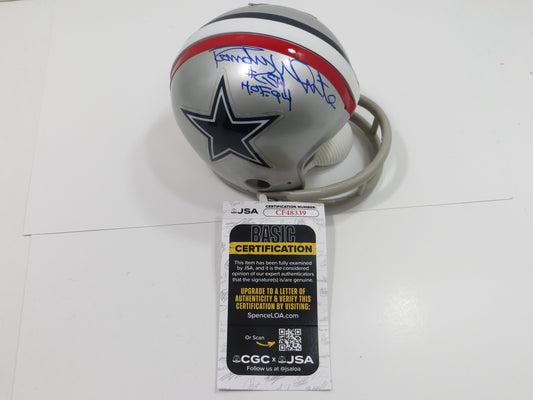 Randy White
#54
H.O.F. 94
JSA
CERTIFICATION NUMBER:
CF48339
BASIC
CERTIFICATION
This item has been fully examined
by JSA, and it is the considered
opinion of our expert authenticators
that the signature(s) is/are genuine.
UPGRADE TO A LETTER OF
AUTHENTICITY & VERIFY THIS
CERTIFICATION BY VISITING:
SpenceLOA.com
Or Scan
CGC x JSA
Follow us at @jsaloa